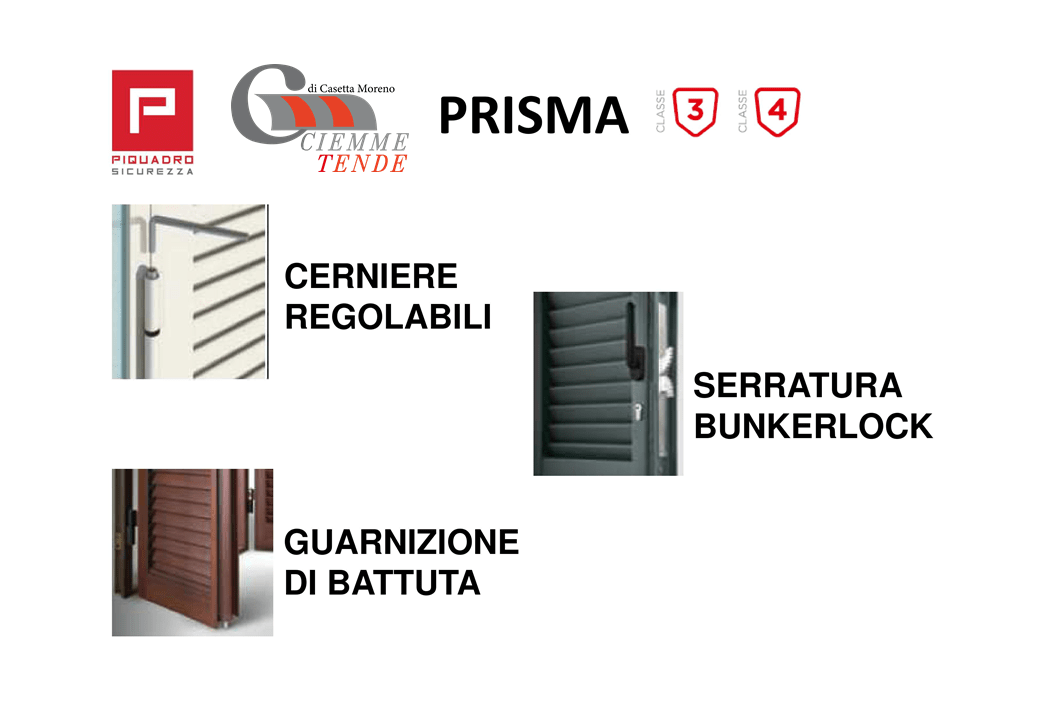 P
PIQUADRO
SICUREZZA
di Casetta Moreno
CIEMME
TENDE
PRISMA
CLASSE
3
CLASSE
4
CERNIERE
REGOLABILI
SERRATURA
BUNKERLOCK
GUARNIZIONE
DI BATTUTA